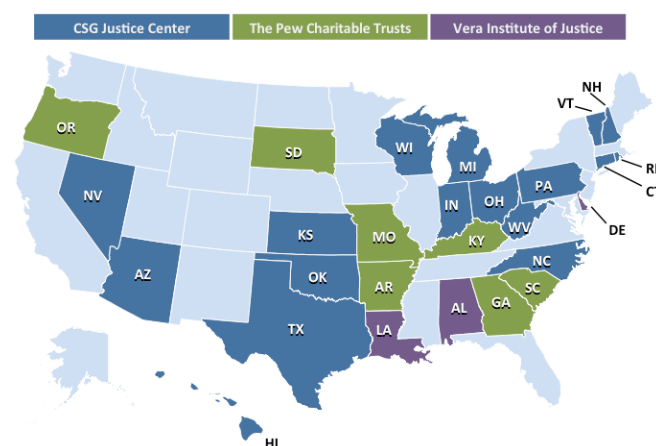 CSG Justice Center
The Pew Charitable Trusts
Vera Institute of Justice
NH
VT
OR
WI
SD
MI
RI
NV
PA
CT
IN
OH
DE
WV
KS
MO
KY
NC
AZ
OK
AR
SC
AL
GA
LA
TX
HI